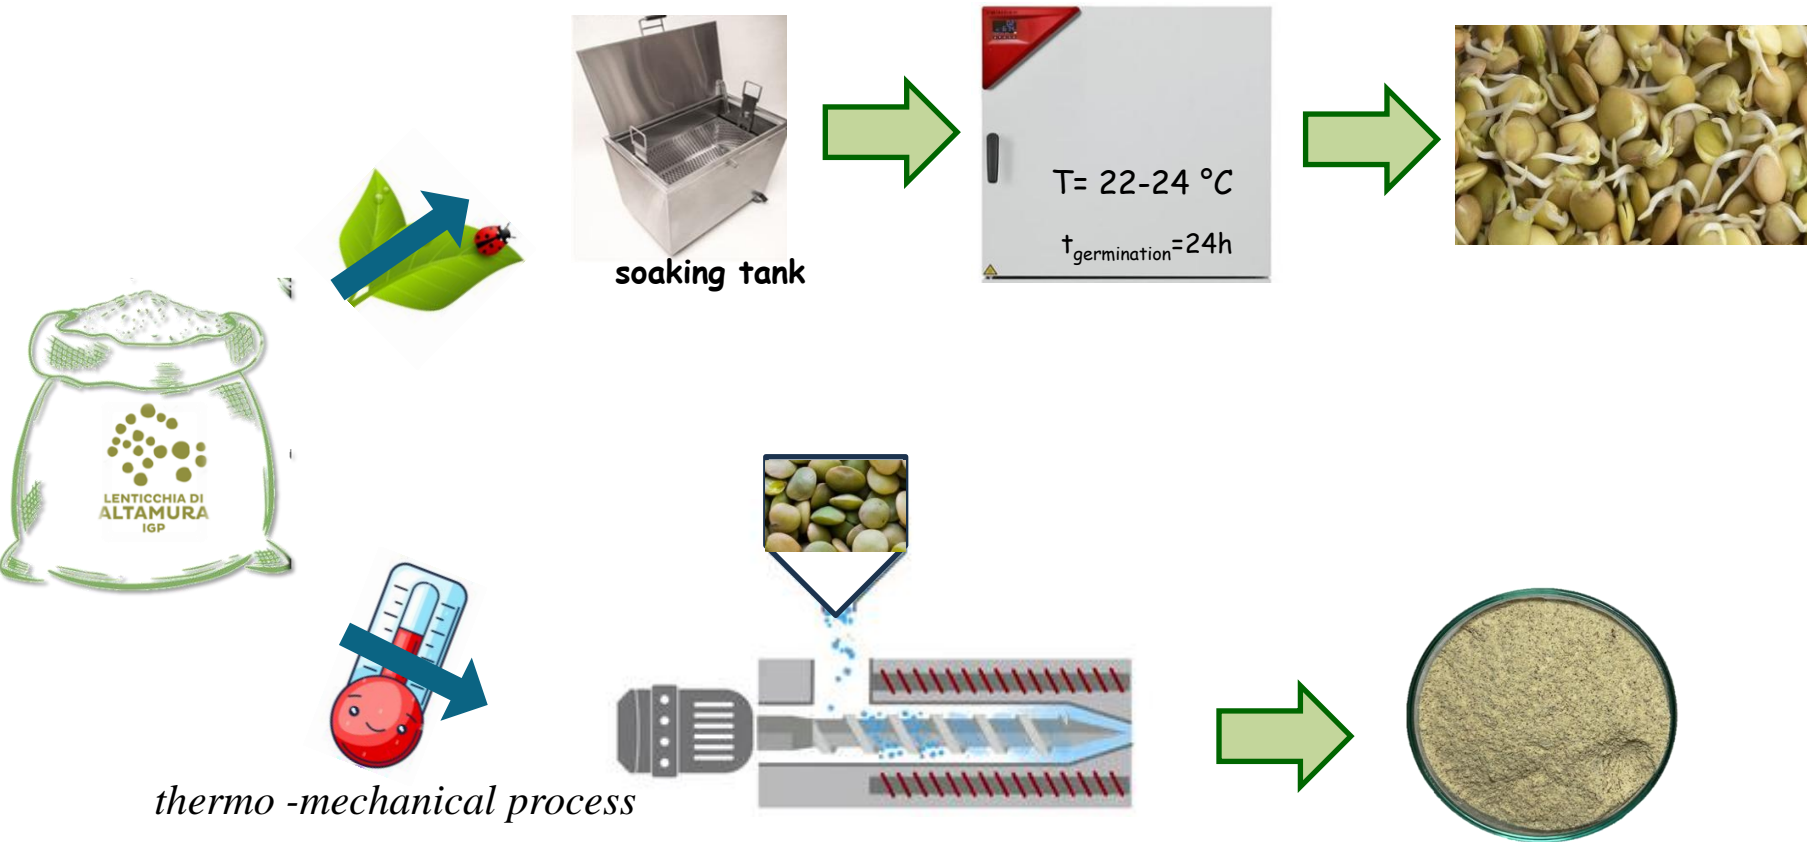 soaking tank
T= 22-24 °C
tgermination=24h
LENTICCHIA DI
ALTAMURA
IGP
thermo -mechanical process